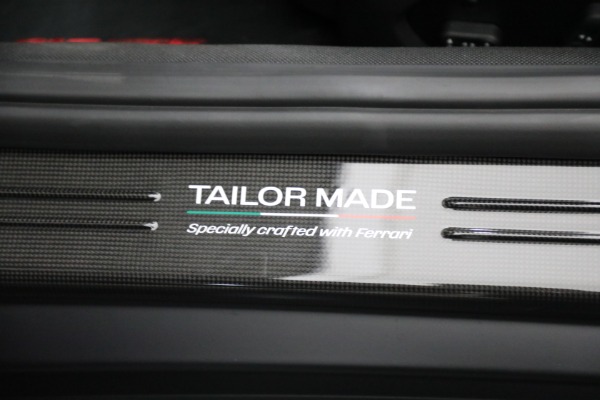 TAILOR MADE
Specially crafted with Ferrari